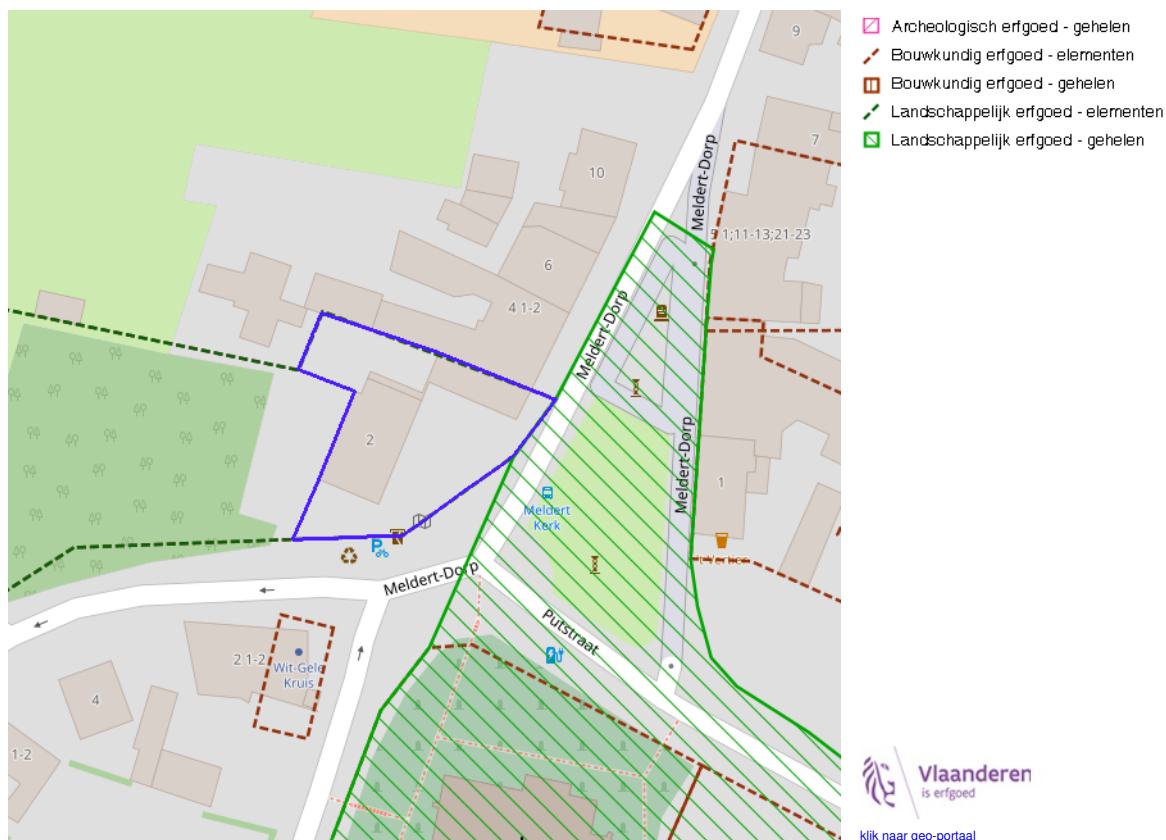 Archeologisch erfgoed - gehelen
Bouwkundig erfgoed - elementen
Bouwkundig erfgoed - gehelen
Landschappelijk erfgoed - elementen
Landschappelijk erfgoed - gehelen
9
7
Meldert-Dorp
10
1;11-13;21-23
6
4 1-2
Meldert-Dorp
2
Meldert-Dorp
1
Meldert
Kerk
P
't Vertier
Meldert-Dorp
Putstraat
2 1-2
Wit-Gele
Kruis
4
1-2
Vlaanderen
is erfgoed
klik naar geo-portaal